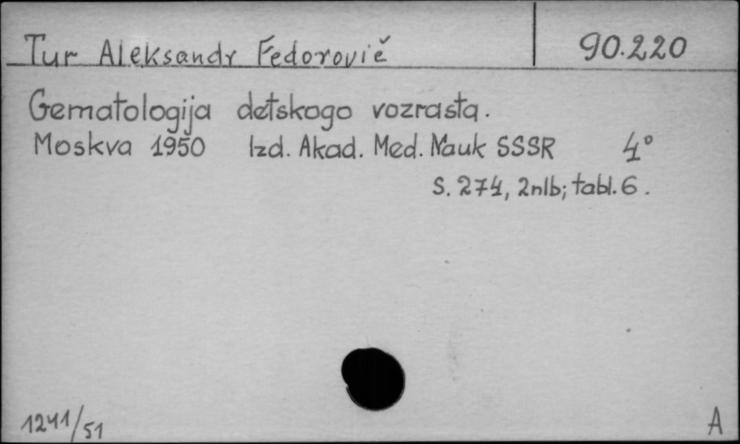 Tur Aleksandr Fedorovič 90.220
Gematologija detskogo vozrasta.
Moskva 1950 Izd. Akad. Med. Nauk SSSR 4°
S. 274, 2nlb; tabl. 6.
1241/51 A